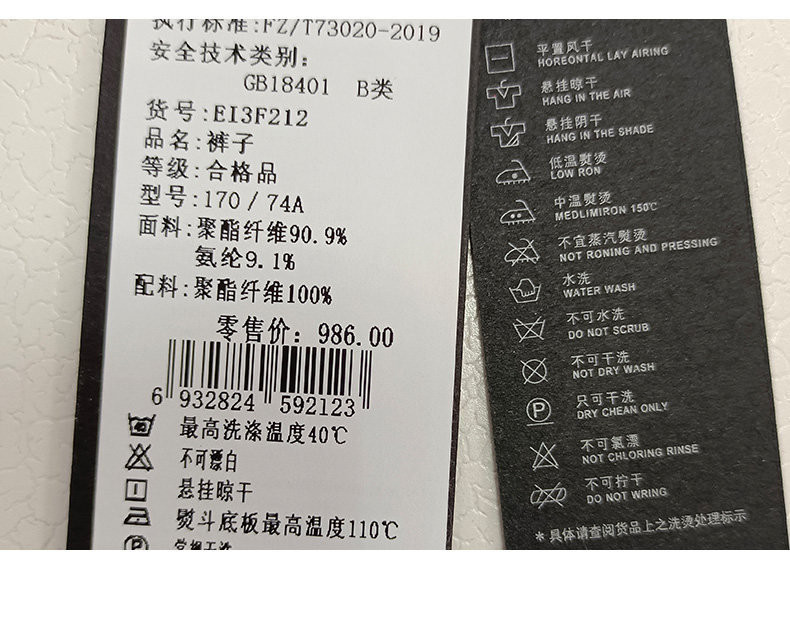 执行标准:FZ/T73020-2019
安全技术类别:
GB18401 B类
货号:EI3F212
品名:裤子
等级:合格品
型号:170/74A
面料:聚酯纤维90.9%
氨纶9.1%
配料:聚酯纤维100%
零售价: 986.00
6 932824 592123
最高洗涤温度40℃
不可漂白
悬挂晾干
熨斗底板最高温度110℃
常规干洗
平置风干
HOREONTAL LAY AIRING
悬挂晾干
HANG IN THE AIR
悬挂阴干
HANG IN THE SHADE
低温熨烫
LOW RON
中温熨烫
MEDLIMIRON 150℃
不宜蒸汽熨烫
NOT RONING AND PRESSING
水洗
WATER WASH
不可水洗
DO NOT SCRUB
不可干洗
NOT DRY WASH
只可干洗
DRY CHEAN ONLY
P
不可氯漂
NOT CHLORING RINSE
不可拧干
DO NOT WRING
*具体请查阅货品上之洗烫处理标示